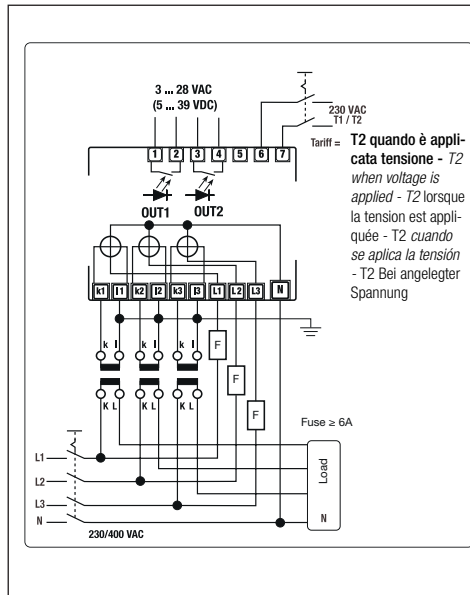 3 ... 28 VAC
(5 ... 39 VDC)
230 VAC
T1 / T2
1 2 3 4 5 6 7
Tariff = T2 quando è appli-
cata tensione - T2
when voltage is
applied - T2 lorsque
la tension est appli-
quée - T2 cuando
se aplica la tensión
- T2 Bei angelegter
Spannung
OUT1 OUT2
k1 l1 k2 l2 k3 l3 L1 L2 L3 N
k l k l k l
F
F
F
K L K L K L
Fuse ≥ 6A
Load
N
L1
L2
L3
N
230/400 VAC